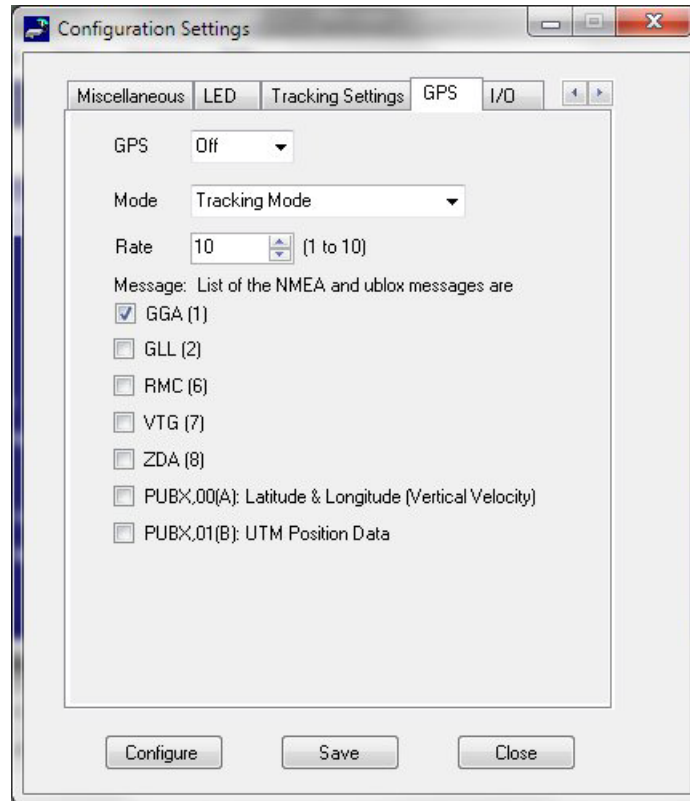 Configuration Settings
Miscellaneous LED Tracking Settings GPS I/O
GPS Off
Mode Tracking Mode
Rate 10 (1 to 10)
Message: List of the NMEA and ublox messages are
GGA (1)
GLL (2)
RMC (6)
VTG (7)
ZDA (8)
PUBX,00(A): Latitude & Longitude (Vertical Velocity)
PUBX,01(B): UTM Position Data
Configure Save Close